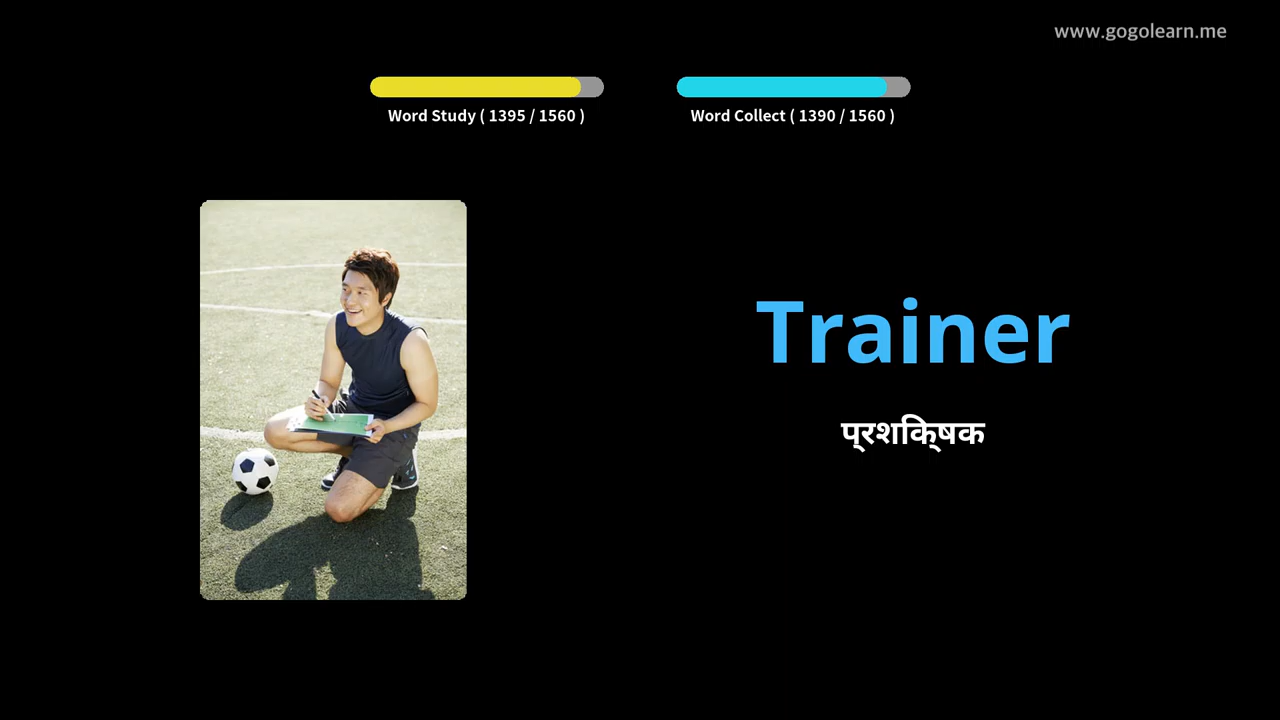 www.gogolearn.me
Word Study ( 1395 / 1560 )
Word Collect ( 1390 / 1560 )
Trainer
प्रशिक्षक